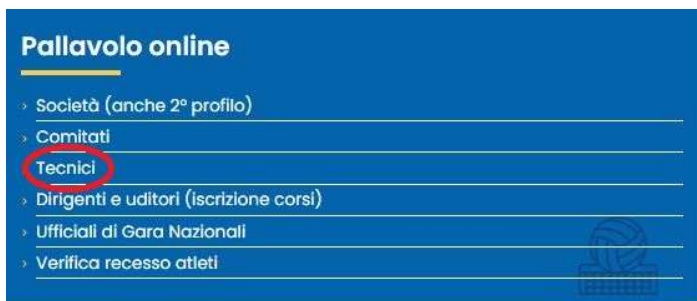 Pallavolo online
Società (anche 2° profilo)
Comitati
Tecnici
Dirigenti e uditori (iscrizione corsi)
Ufficiali di Gara Nazionali
Verifica recesso atleti